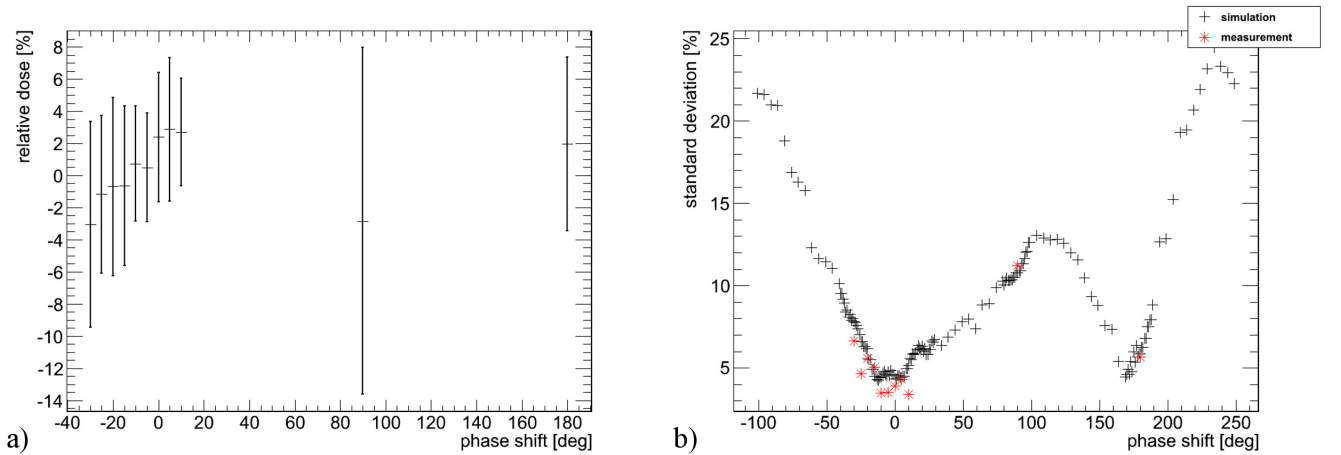 relative dose [%]
8
6
4
2
0
-2
-4
-6
-8
-10
-12
-14
-40 -20 0 20 40 60 80 100 120 140 160 180
phase shift [deg]
a)
simulation
measurement
standard deviation [%]
25
20
15
10
5
-100 -50 0 50 100 150 200 250
phase shift [deg]
b)